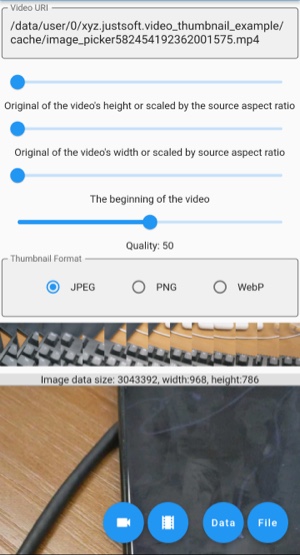 Video URI
/data/user/0/xyz.justsoft.video_thumbnail_example/
cache/image_picker582454192362001575.mp4
Original of the video's height or scaled by the source aspect ratio
Original of the video's width or scaled by source aspect ratio
The beginning of the video
Quality: 50
Thumbnail Format
JPEG PNG WebP
Image data size: 3043392, width:968, height:786
Data File